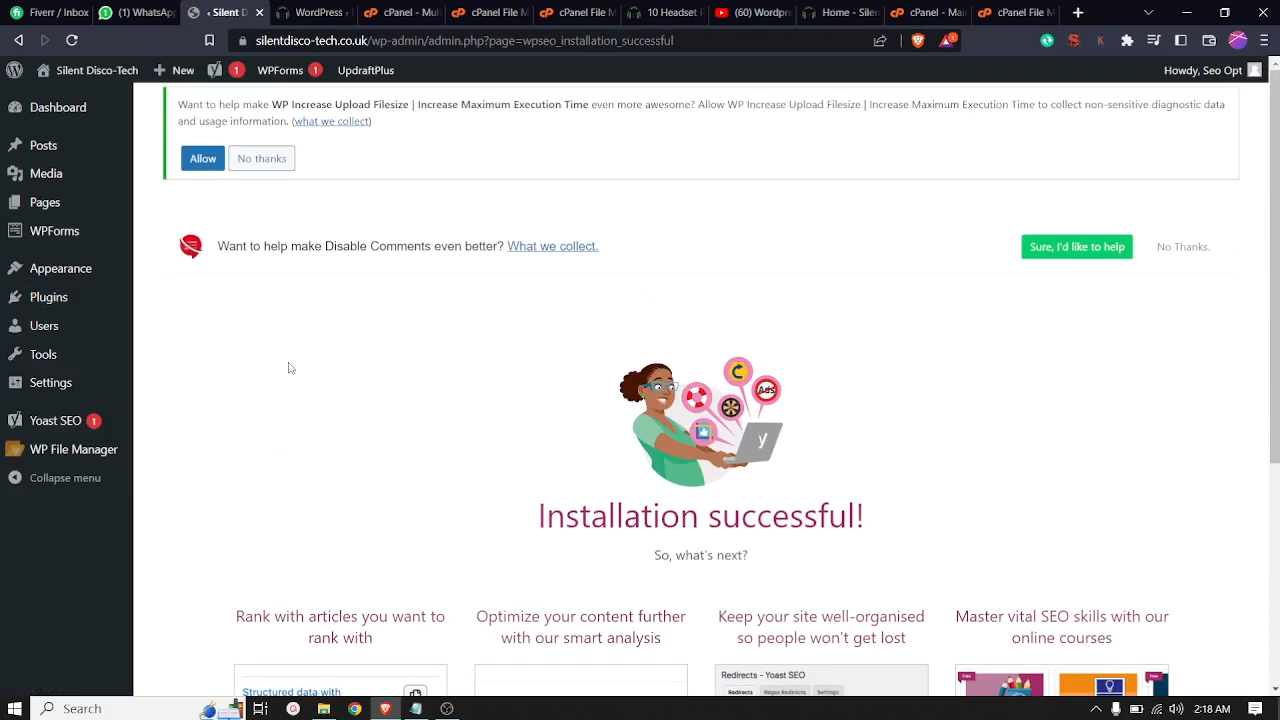 Fiverr / Inbox
(1) WhatsApp
Silent D
WordPress
cPanel - Mul
cPanel File M
cPanel File M
10 Headset F
(60) Wordpre
Home - Silen
cPanel - Mai
cPanel File M
silentdisco-tech.co.uk/wp-admin/admin.php?page=wpseo_installation_successful
Silent Disco-Tech
New
1
WPForms 1
UpdraftPlus
Howdy, Seo Opt
Dashboard
Posts
Media
Pages
WPForms
Appearance
Plugins
Users
Tools
Settings
Yoast SEO 1
WP File Manager
Collapse menu
Want to help make WP Increase Upload Filesize | Increase Maximum Execution Time even more awesome? Allow WP Increase Upload Filesize | Increase Maximum Execution Time to collect non-sensitive diagnostic data
and usage information. (what we collect)
Allow
No thanks
Want to help make Disable Comments even better? What we collect.
Sure, I'd like to help
No Thanks.
Ads
y
Installation successful!
So, what's next?
Rank with articles you want to
rank with
Optimize your content further
with our smart analysis
Keep your site well-organised
so people won't get lost
Master vital SEO skills with our
online courses
Structured data with
Redirects - Yoast SEO
Redirects
Regex Redirects
Settings
Free
Free
Search
2:18 AM